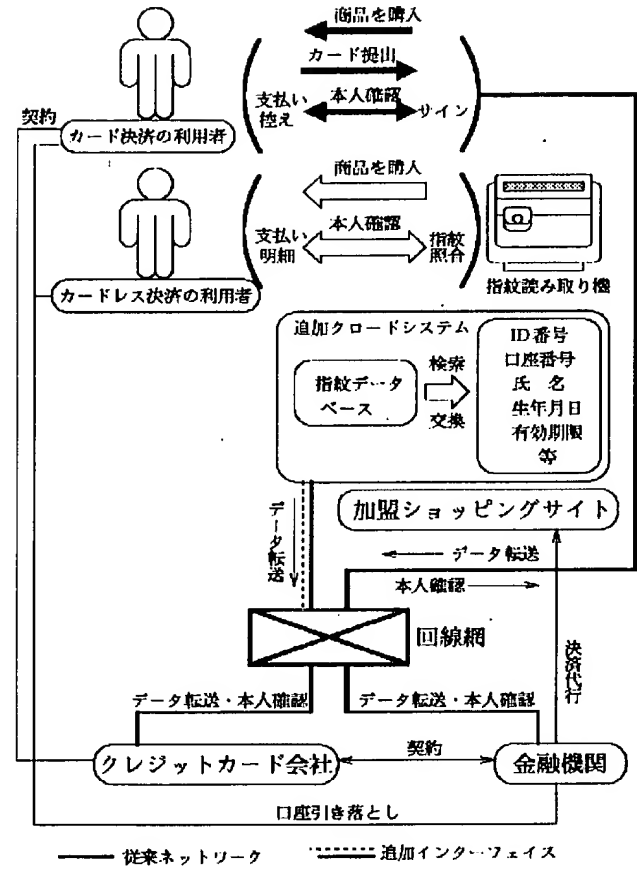 商品を購入
カード提出
本人確認
支払い
控え
サイン
契約
カード決済の利用者
商品を購入
本人確認
支払い
明細
指紋
照合
カードレス決済の利用者
指紋読み取り機
追加クロードシステム
指紋データ
ベース
検索
交換
ID番号
口座番号
氏 名
生年月日
有効期限
等
加盟ショッピングサイト
データ転送
データ転送
本人確認
回線網
決済代行
データ転送・本人確認
データ転送・本人確認
クレジットカード会社
契約
金融機関
口座引き落とし
従来ネットワーク
追加インターフェイス